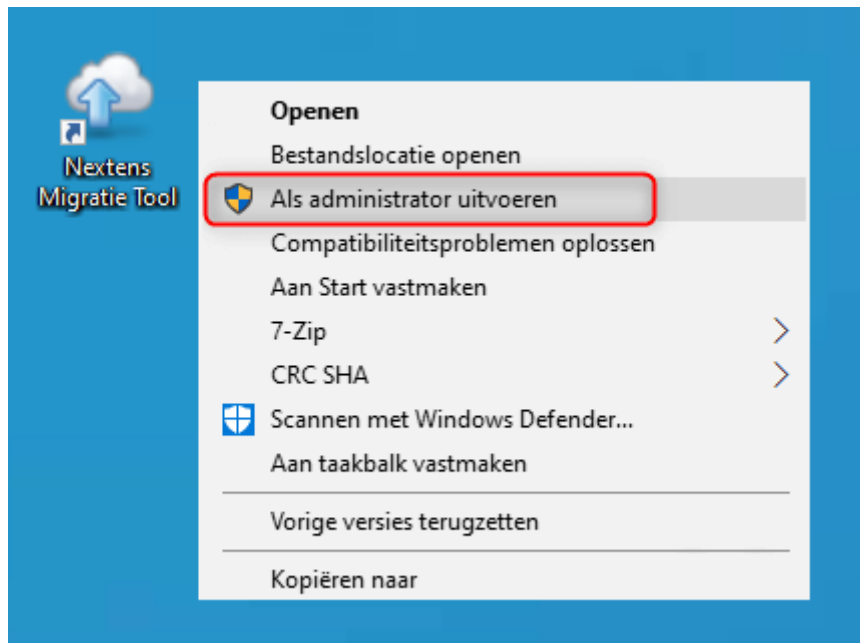 Nextens
Migratie Tool
Openen
Bestandslocatie openen
Als administrator uitvoeren
Compatibiliteitsproblemen oplossen
Aan Start vastmaken
7-Zip
CRC SHA
Scannen met Windows Defender...
Aan taakbalk vastmaken
Vorige versies terugzetten
Kopiëren naar